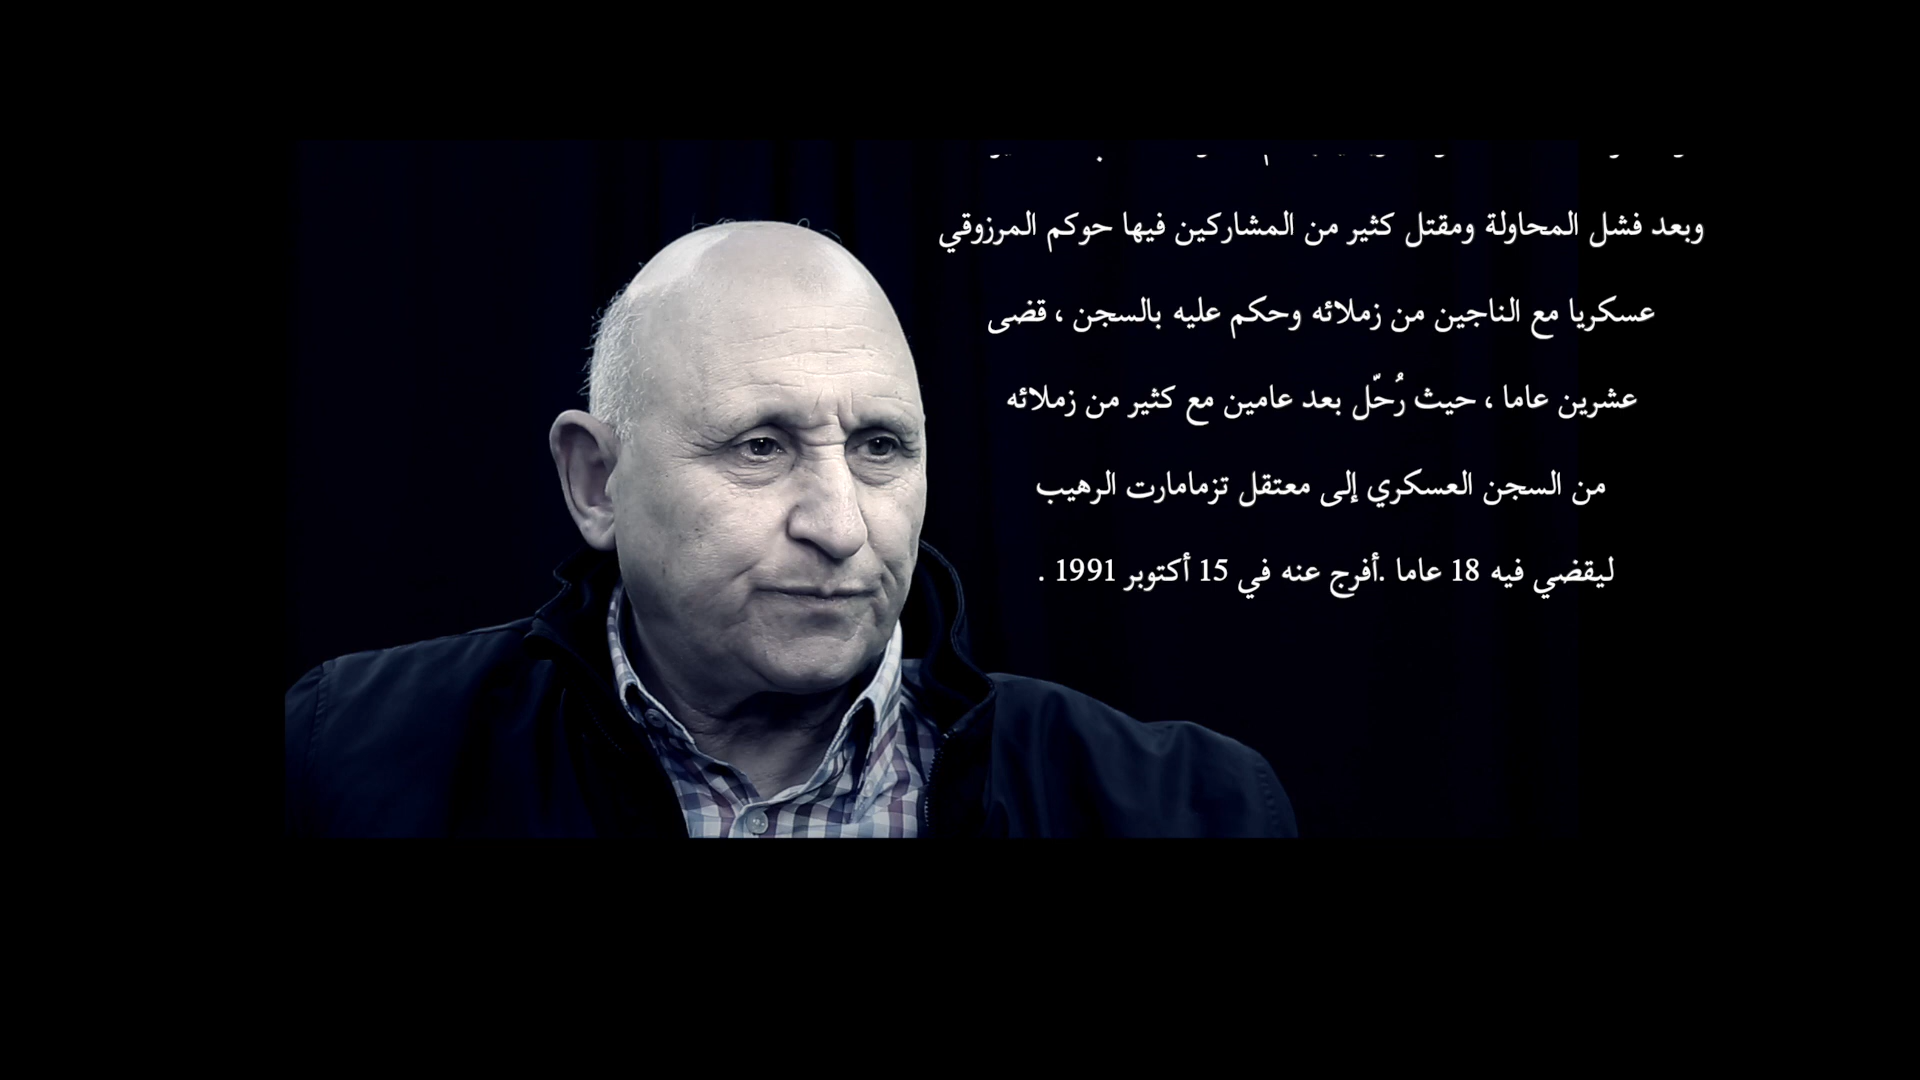 وبعد فشل المحاولة ومقتل كثير من المشاركين فيها حوكم المرزوقي
عسكريا مع الناجين من زملائه وحكم عليه بالسجن ، قضى
عشرين عاما ، حيث رُحّل بعد عامين مع كثير من زملائه
من السجن العسكري إلى معتقل تزمامارت الرهيب
ليقضي فيه 18 عاما .أفرج عنه في 15 أكتوبر 1991 .